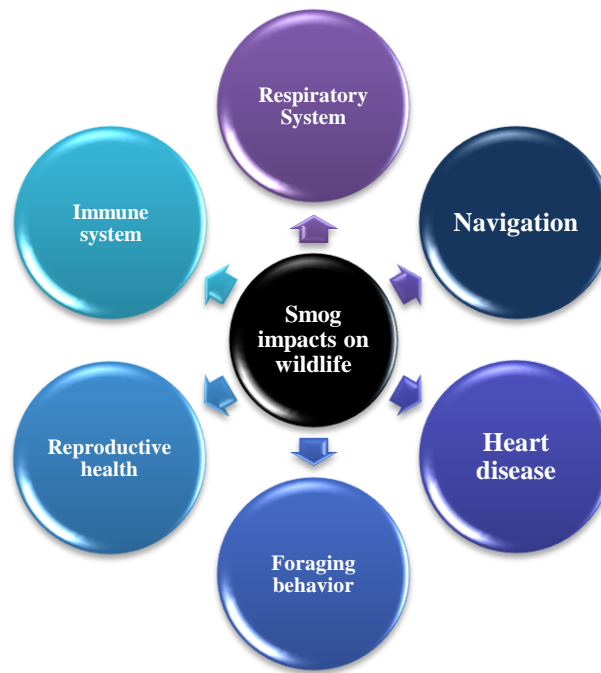 Respiratory
System
Navigation
Heart
disease
Foraging
behavior
Reproductive
health
Immune
system
Smog
impacts on
wildlife